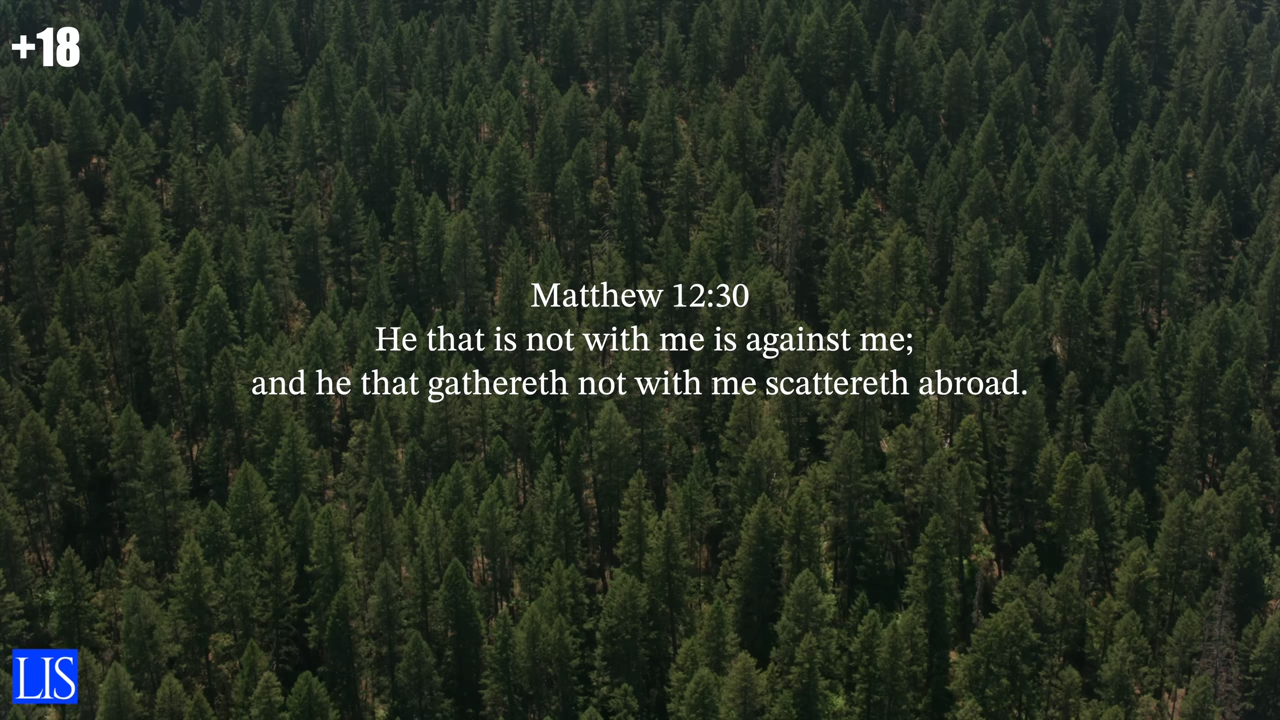 +18
Matthew 12:30
He that is not with me is against me;
and he that gathereth not with me scattereth abroad.
LIS